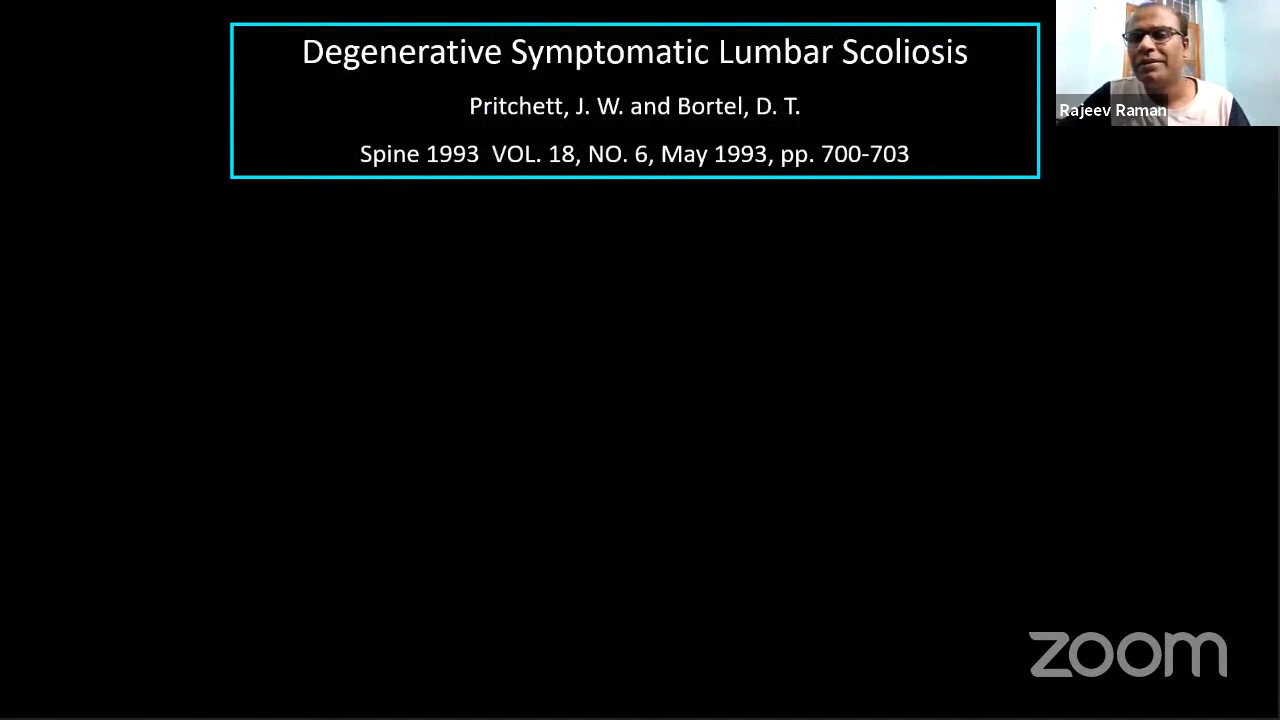 Degenerative Symptomatic Lumbar Scoliosis
Pritchett, J. W. and Bortel, D. T.
Spine 1993  VOL. 18, NO. 6, May 1993, pp. 700-703
Rajeev Raman
zoom